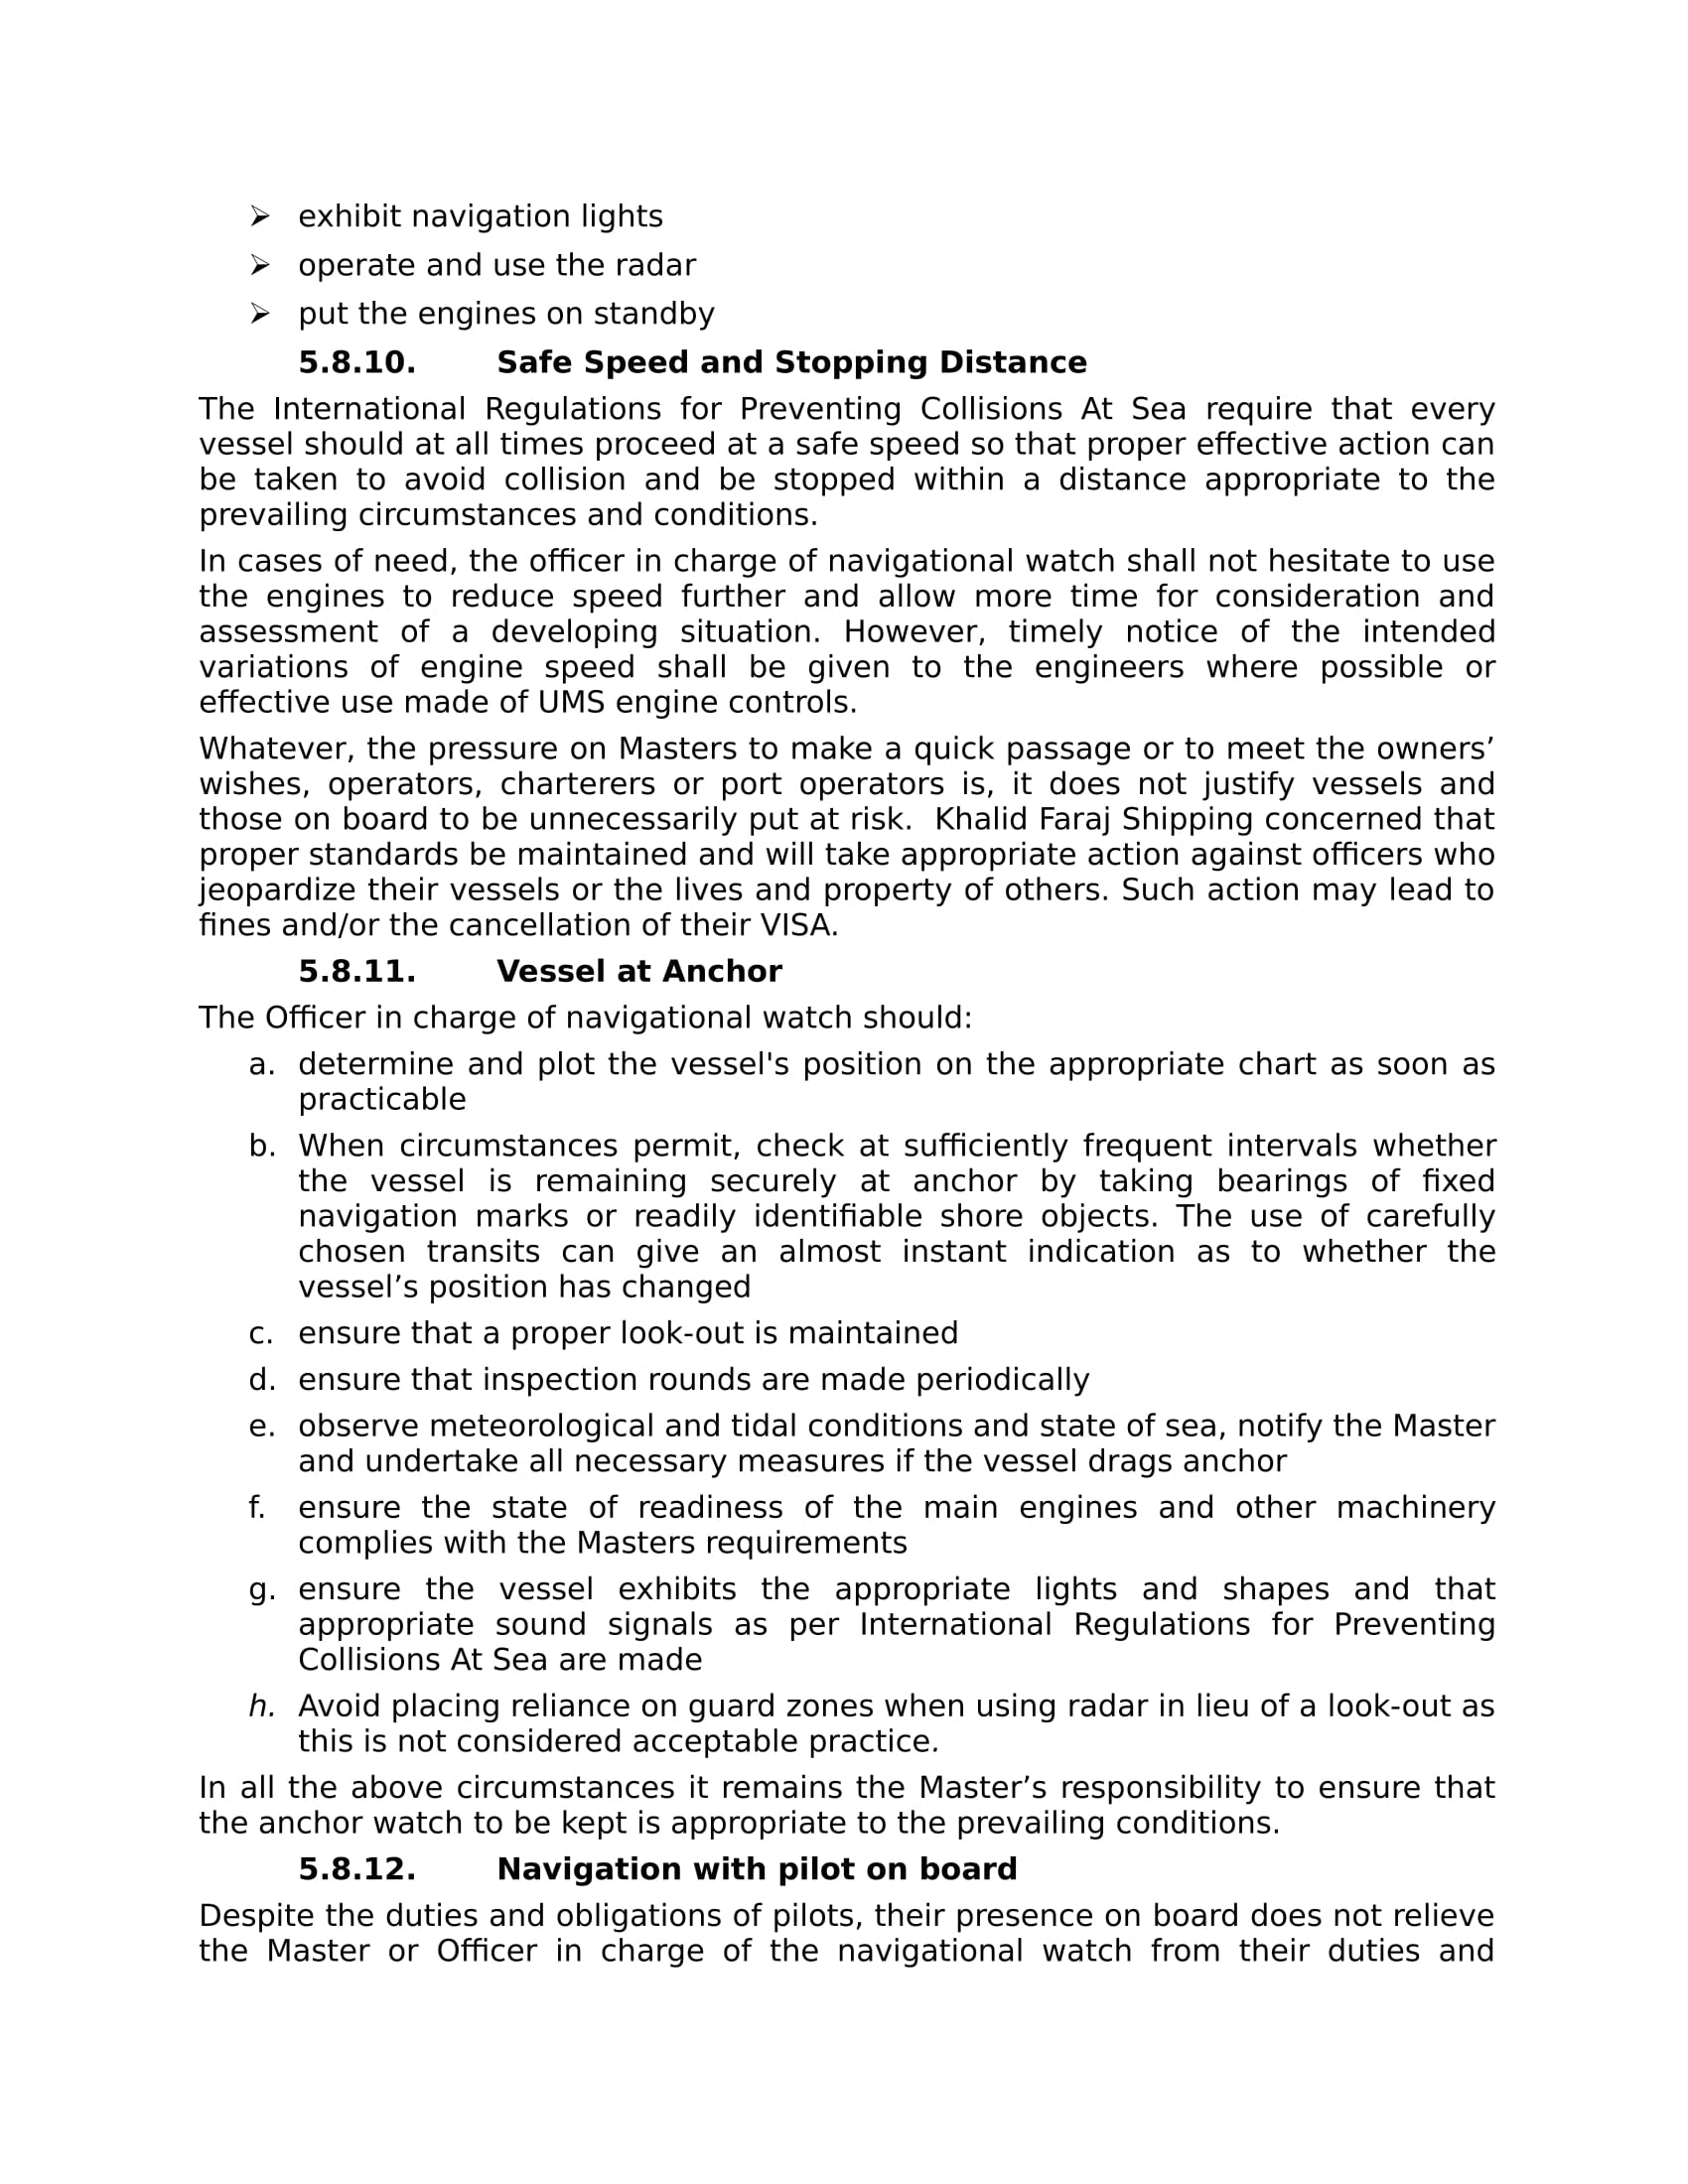 ➢ exhibit navigation lights
➢ operate and use the radar
➢ put the engines on standby
5.8.10. Safe Speed and Stopping Distance
The International Regulations for Preventing Collisions At Sea require that every
vessel should at all times proceed at a safe speed so that proper effective action can
be taken to avoid collision and be stopped within a distance appropriate to the
prevailing circumstances and conditions.
In cases of need, the officer in charge of navigational watch shall not hesitate to use
the engines to reduce speed further and allow more time for consideration and
assessment of a developing situation. However, timely notice of the intended
variations of engine speed shall be given to the engineers where possible or
effective use made of UMS engine controls.
Whatever, the pressure on Masters to make a quick passage or to meet the owners’
wishes, operators, charterers or port operators is, it does not justify vessels and
those on board to be unnecessarily put at risk.  Khalid Faraj Shipping concerned that
proper standards be maintained and will take appropriate action against officers who
jeopardize their vessels or the lives and property of others. Such action may lead to
fines and/or the cancellation of their VISA.
5.8.11. Vessel at Anchor
The Officer in charge of navigational watch should:
a. determine and plot the vessel's position on the appropriate chart as soon as
practicable
b. When circumstances permit, check at sufficiently frequent intervals whether
the vessel is remaining securely at anchor by taking bearings of fixed
navigation marks or readily identifiable shore objects. The use of carefully
chosen transits can give an almost instant indication as to whether the
vessel’s position has changed
c. ensure that a proper look-out is maintained
d. ensure that inspection rounds are made periodically
e. observe meteorological and tidal conditions and state of sea, notify the Master
and undertake all necessary measures if the vessel drags anchor
f. ensure the state of readiness of the main engines and other machinery
complies with the Masters requirements
g. ensure the vessel exhibits the appropriate lights and shapes and that
appropriate sound signals as per International Regulations for Preventing
Collisions At Sea are made
h. Avoid placing reliance on guard zones when using radar in lieu of a look-out as
this is not considered acceptable practice.
In all the above circumstances it remains the Master’s responsibility to ensure that
the anchor watch to be kept is appropriate to the prevailing conditions.
5.8.12. Navigation with pilot on board
Despite the duties and obligations of pilots, their presence on board does not relieve
the Master or Officer in charge of the navigational watch from their duties and